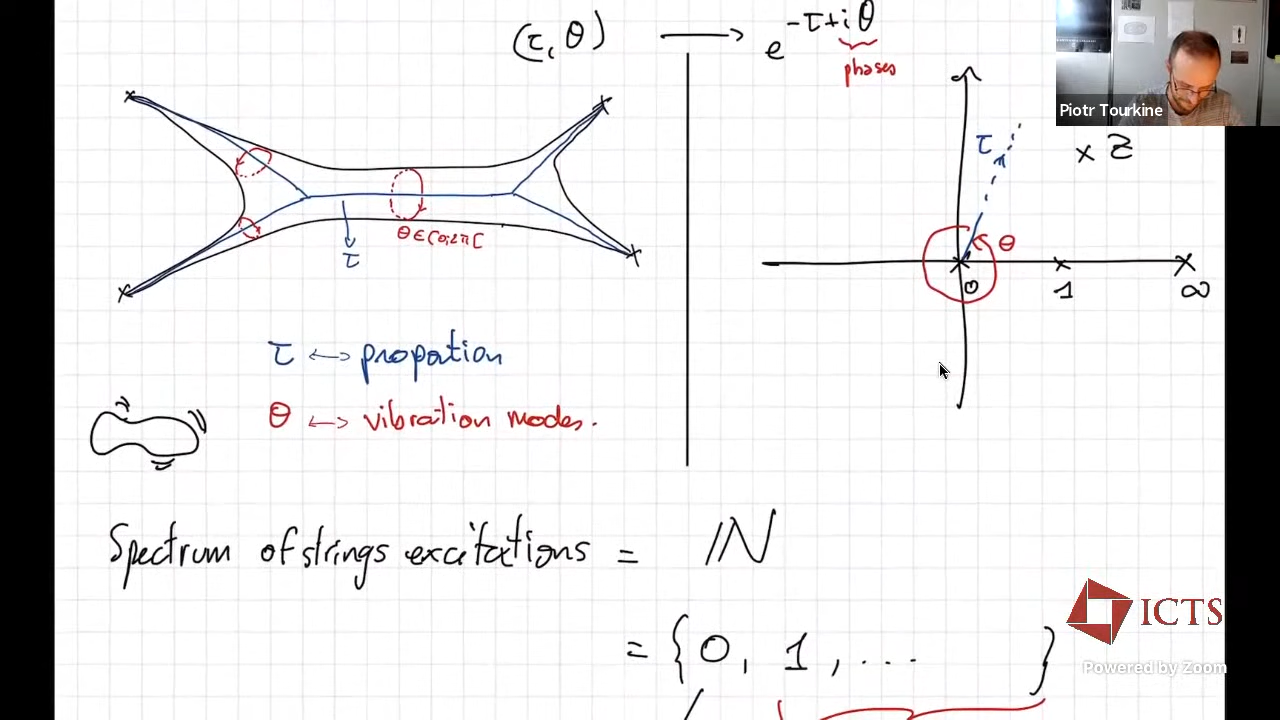 (τ, θ) ⟶ e^{-τ+iθ}
phases
Piotr Tourkine
× z
τ
θ
θ ∈ [0,2π[
τ
0
1
∞
τ ↔ propation
θ ↔ vibration modes.
Spectrum of strings excitations = ℕ
= {0, 1, ... }
ICTS
Powered by Zoom